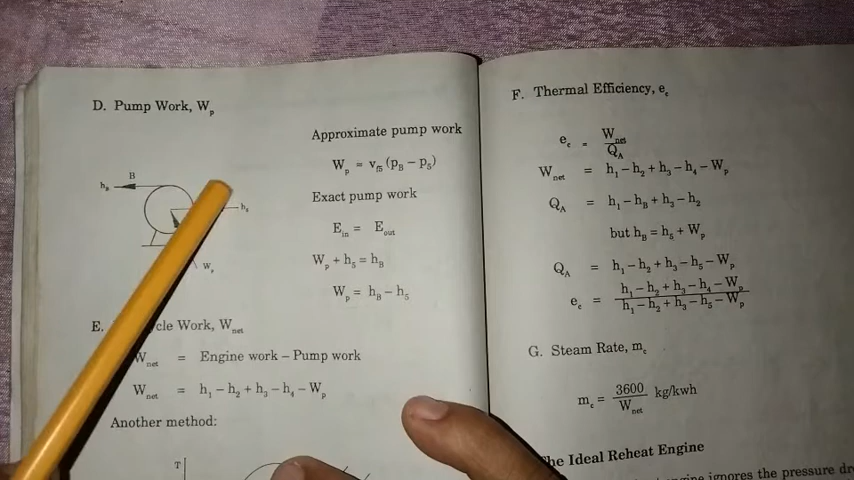 D. Pump Work, Wp
Approximate pump work
Wp = vf5 (pB – p5)
Exact pump work
Ein = Eout
Wp + h5 = hB
Wp = hB – h5
B
hB
Wp
E. cle Work, Wnet
Wnet = Engine work – Pump work
Wnet = h1 – h2 + h3 – h4 – Wp
Another method:
T
F. Thermal Efficiency, ec
ec = Wnet / QA
Wnet = h1 – h2 + h3 – h4 – Wp
QA = h1 – hB + h3 – h2
but hB = h5 + Wp
QA = h1 – h2 + h3 – h5 – Wp
ec = h1 – h2 + h3 – h4 – Wp / h1 – h2 + h3 – h5 – Wp
G. Steam Rate, mc
mc = 3600 / Wnet kg/kwh
The Ideal Reheat Engine
engine ignores the pressure